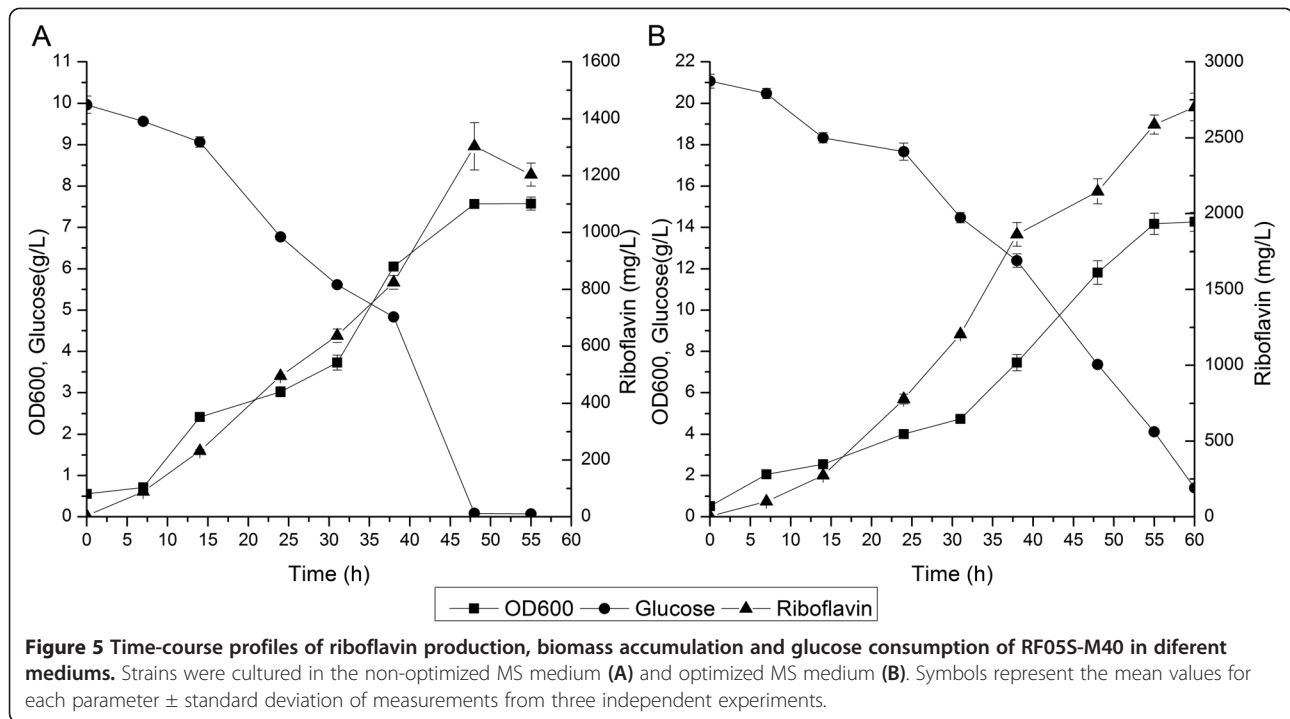 A
11
10
9
8
7
6
5
4
3
2
1
0
OD600, Glucose(g/L)
1600
1400
1200
1000
800
600
400
200
0
Riboflavin (mg/L)
0 5 10 15 20 25 30 35 40 45 50 55 60
Time (h)
B
22
20
18
16
14
12
10
8
6
4
2
0
OD600, Glucose(g/L)
3000
2500
2000
1500
1000
500
0
Riboflavin (mg/L)
0 5 10 15 20 25 30 35 40 45 50 55 60
Time (h)
OD600 Glucose Riboflavin
Figure 5 Time-course profiles of riboflavin production, biomass accumulation and glucose consumption of RF05S-M40 in diferent
mediums. Strains were cultured in the non-optimized MS medium (A) and optimized MS medium (B). Symbols represent the mean values for
each parameter ± standard deviation of measurements from three independent experiments.